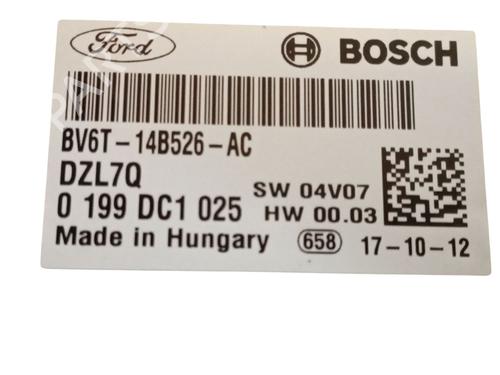 Ford BOSCH
BV6T-14B526-AC
DZL7Q
SW 04V07
0 199 DC1 025 HW 00.03
Made in Hungary 658 17-10-12